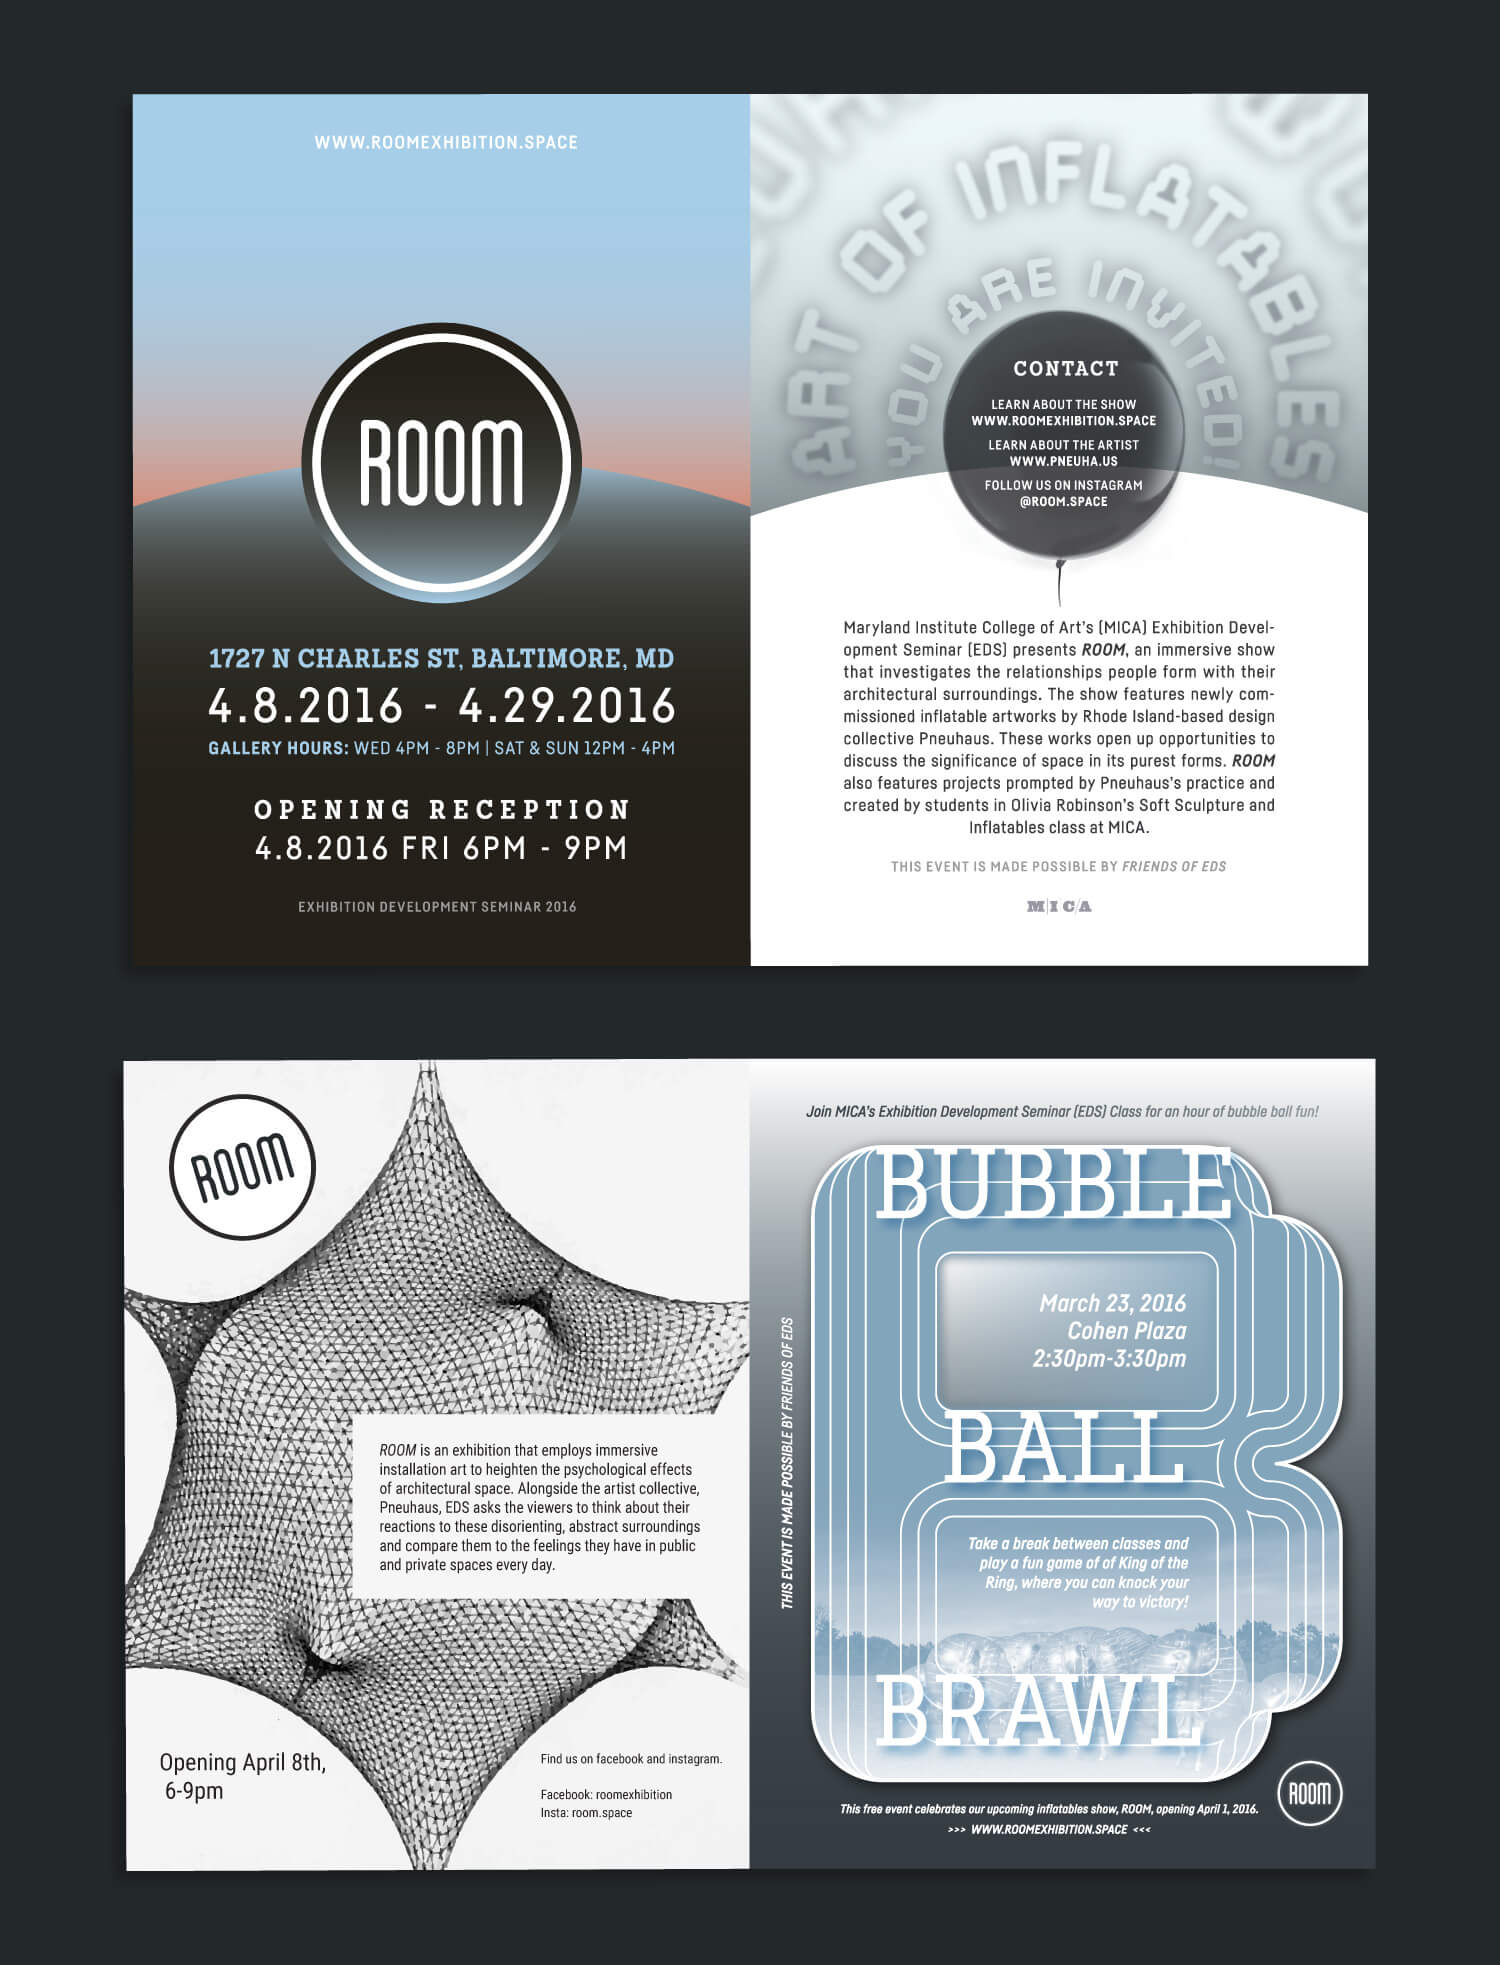 WWW.ROOMEXHIBITION.SPACE
ROOM
1727 N CHARLES ST, BALTIMORE, MD
4.8.2016 - 4.29.2016
GALLERY HOURS: WED 4PM - 8PM | SAT & SUN 12PM - 4PM
OPENING RECEPTION
4.8.2016 FRI 6PM - 9PM
EXHIBITION DEVELOPMENT SEMINAR 2016
ART OF INFLATABLES
YOU ARE INVITED!
CONTACT
LEARN ABOUT THE SHOW
WWW.ROOMEXHIBITION.SPACE
LEARN ABOUT THE ARTIST
WWW.PNEUHA.US
FOLLOW US ON INSTAGRAM
@ROOM.SPACE
Maryland Institute College of Art's (MICA) Exhibition Devel-
opment Seminar (EDS) presents ROOM, an immersive show
that investigates the relationships people form with their
architectural surroundings. The show features newly com-
missioned inflatable artworks by Rhode Island-based design
collective Pneuhaus. These works open up opportunities to
discuss the significance of space in its purest forms. ROOM
also features projects prompted by Pneuhaus's practice and
created by students in Olivia Robinson's Soft Sculpture and
Inflatables class at MICA.
THIS EVENT IS MADE POSSIBLE BY FRIENDS OF EDS
MICA
ROOM
ROOM is an exhibition that employs immersive
installation art to heighten the psychological effects
of architectural space. Alongside the artist collective,
Pneuhaus, EDS asks the viewers to think about their
reactions to these disorienting, abstract surroundings
and compare them to the feelings they have in public
and private spaces every day.
Opening April 8th,
6-9pm
Find us on facebook and instagram.
Facebook: roomexhibition
Insta: room.space
Join MICA's Exhibition Development Seminar (EDS) Class for an hour of bubble ball fun!
BUBBLE
March 23, 2016
Cohen Plaza
2:30pm-3:30pm
BALL
Take a break between classes and
play a fun game of of King of the
Ring, where you can knock your
way to victory!
BRAWL
THIS EVENT IS MADE POSSIBLE BY FRIENDS OF EDS
This free event celebrates our upcoming inflatables show, ROOM, opening April 1, 2016.
>>> WWW.ROOMEXHIBITION.SPACE <<<
ROOM